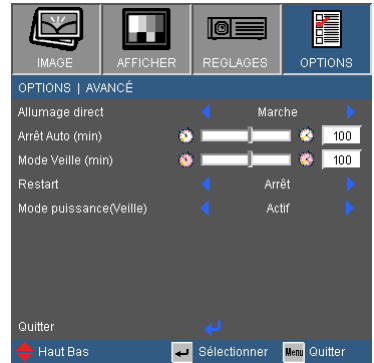 IMAGE AFFICHER REGLAGES OPTIONS
OPTIONS | AVANCÉ
Allumage direct Marche
Arrêt Auto (min) 100
Mode Veille (min) 100
Restart Arrêt
Mode puissance(Veille) Actif
Quitter
Haut Bas Sélectionner Menu Quitter